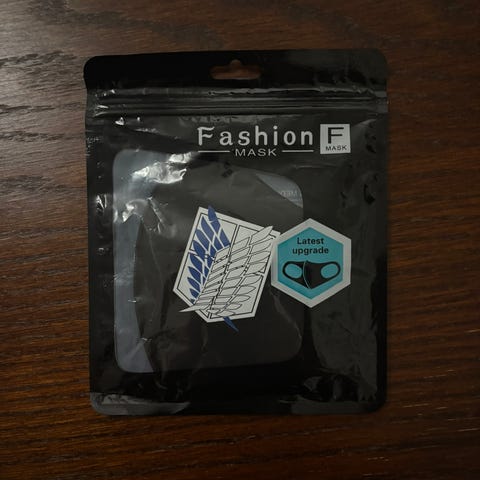 Fashion F
MASK MASK
Latest
upgrade